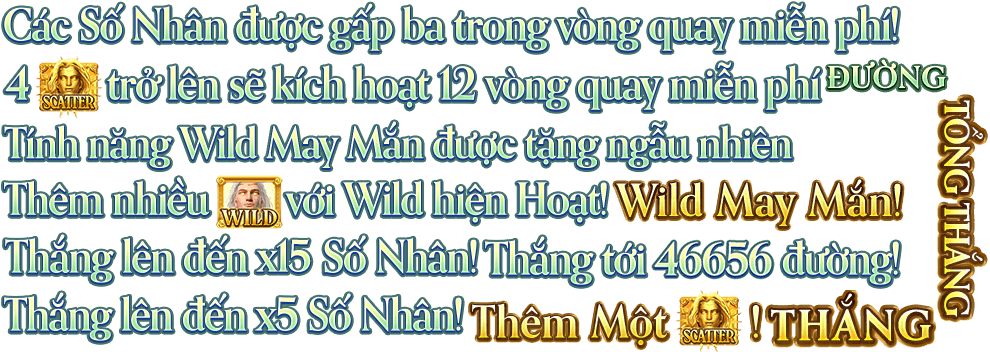 Các Số Nhân được gấp ba trong vòng quay miễn phí!
4 SCATTER trở lên sẽ kích hoạt 12 vòng quay miễn phí
ĐƯỜNG
TỔNG THẮNG
Tính năng Wild May Mắn được tặng ngẫu nhiên
Thêm nhiều WILD với Wild hiện Hoạt!
Wild May Mắn!
Thắng lên đến x15 Số Nhân!
Thắng tới 46656 đường!
Thắng lên đến x5 Số Nhân!
Thêm Một SCATTER !
THẮNG